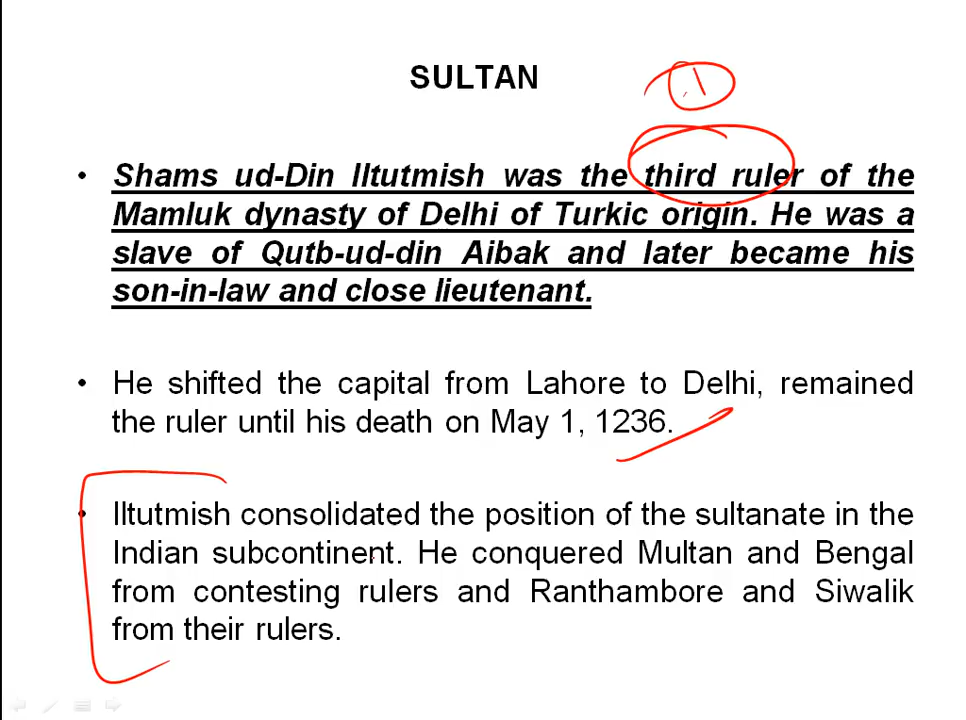 SULTAN
• Shams ud-Din Iltutmish was the third ruler of the
Mamluk dynasty of Delhi of Turkic origin. He was a
slave of Qutb-ud-din Aibak and later became his
son-in-law and close lieutenant.
• He shifted the capital from Lahore to Delhi, remained
the ruler until his death on May 1, 1236.
• Iltutmish consolidated the position of the sultanate in the
Indian subcontinent. He conquered Multan and Bengal
from contesting rulers and Ranthambore and Siwalik
from their rulers.